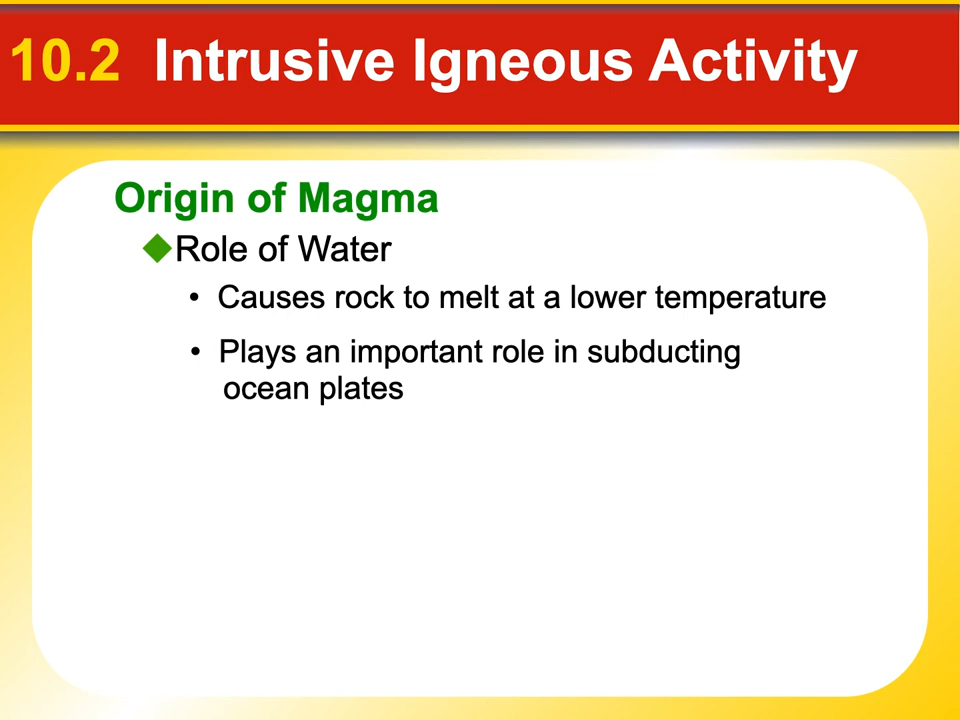 10.2 Intrusive Igneous Activity
Origin of Magma
Role of Water
• Causes rock to melt at a lower temperature
• Plays an important role in subducting
ocean plates